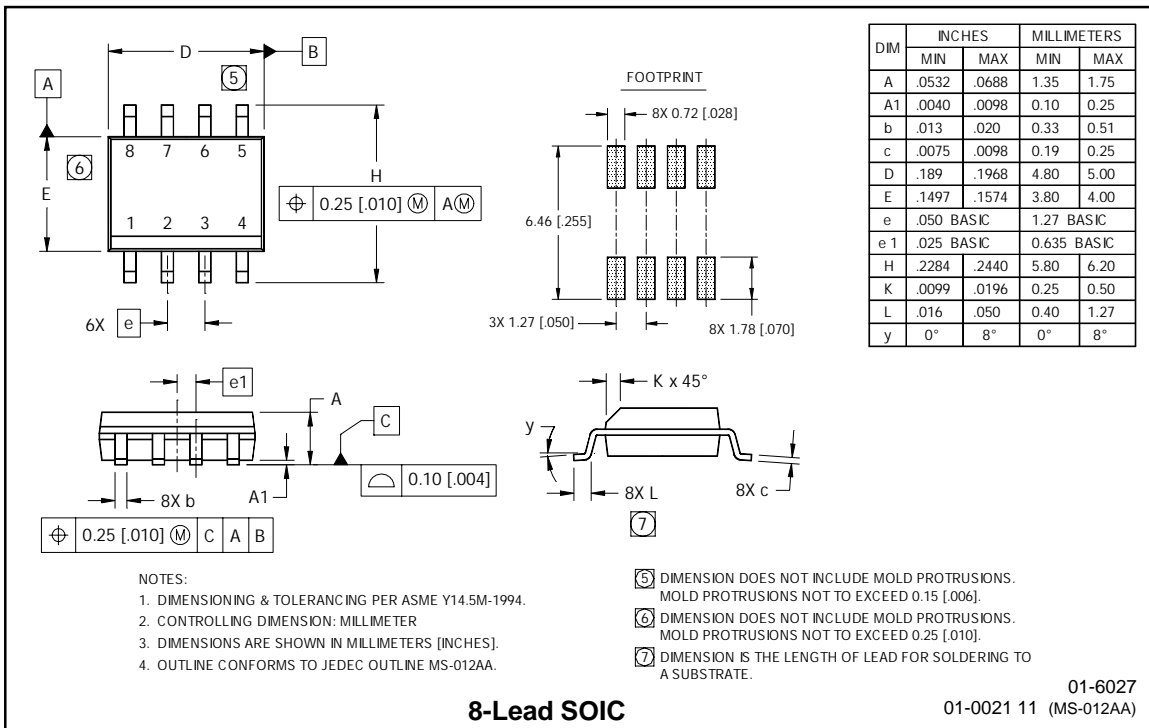 D
B
5
A
8 7 6 5
6
E
H
⌖ 0.25 [.010] Ⓜ A Ⓜ
1 2 3 4
6X e
FOOTPRINT
8X 0.72 [.028]
6.46 [.255]
3X 1.27 [.050]
8X 1.78 [.070]
DIM INCHES MILLIMETERS
MIN MAX MIN MAX
A .0532 .0688 1.35 1.75
A1 .0040 .0098 0.10 0.25
b .013 .020 0.33 0.51
c .0075 .0098 0.19 0.25
D .189 .1968 4.80 5.00
E .1497 .1574 3.80 4.00
e .050 BASIC 1.27 BASIC
e 1 .025 BASIC 0.635 BASIC
H .2284 .2440 5.80 6.20
K .0099 .0196 0.25 0.50
L .016 .050 0.40 1.27
y 0° 8° 0° 8°
e1
A
C
⌓ 0.10 [.004]
8X b
A1
⌖ 0.25 [.010] Ⓜ C A B
K x 45°
y
8X L
8X c
7
NOTES:
1. DIMENSIONING & TOLERANCING PER ASME Y14.5M-1994.
2. CONTROLLING DIMENSION: MILLIMETER
3. DIMENSIONS ARE SHOWN IN MILLIMETERS [INCHES].
4. OUTLINE CONFORMS TO JEDEC OUTLINE MS-012AA.
5 DIMENSION DOES NOT INCLUDE MOLD PROTRUSIONS.
MOLD PROTRUSIONS NOT TO EXCEED 0.15 [.006].
6 DIMENSION DOES NOT INCLUDE MOLD PROTRUSIONS.
MOLD PROTRUSIONS NOT TO EXCEED 0.25 [.010].
7 DIMENSION IS THE LENGTH OF LEAD FOR SOLDERING TO
A SUBSTRATE.
8-Lead SOIC
01-6027
01-0021 11 (MS-012AA)